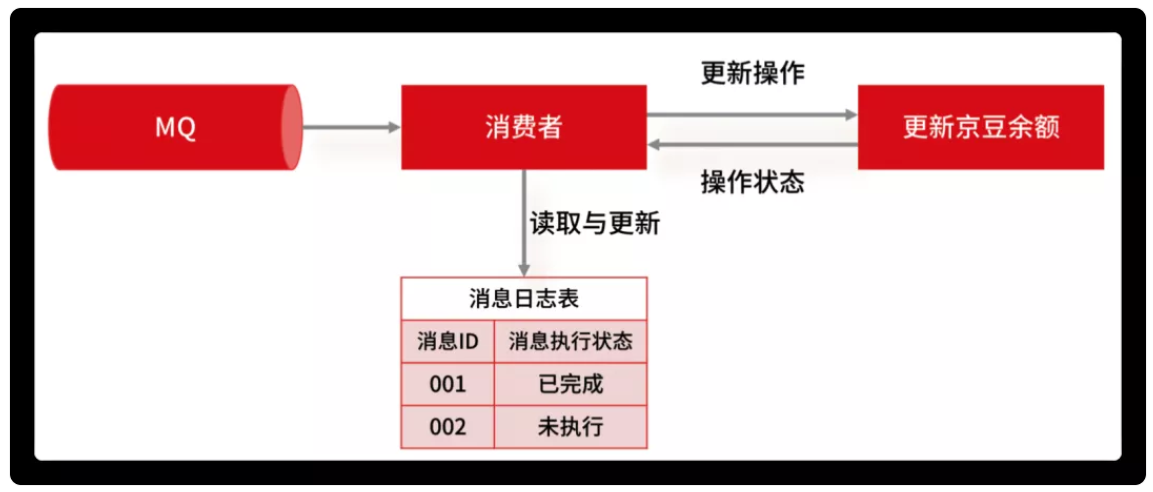 更新操作
MQ
消费者
更新京豆余额
操作状态
读取与更新
消息日志表
消息ID 消息执行状态
001 已完成
002 未执行